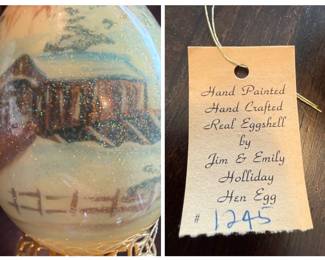 Hand Painted
Hand Crafted
Real Eggshell
by
Jim & Emily
Holliday
Hen Egg
# 1245